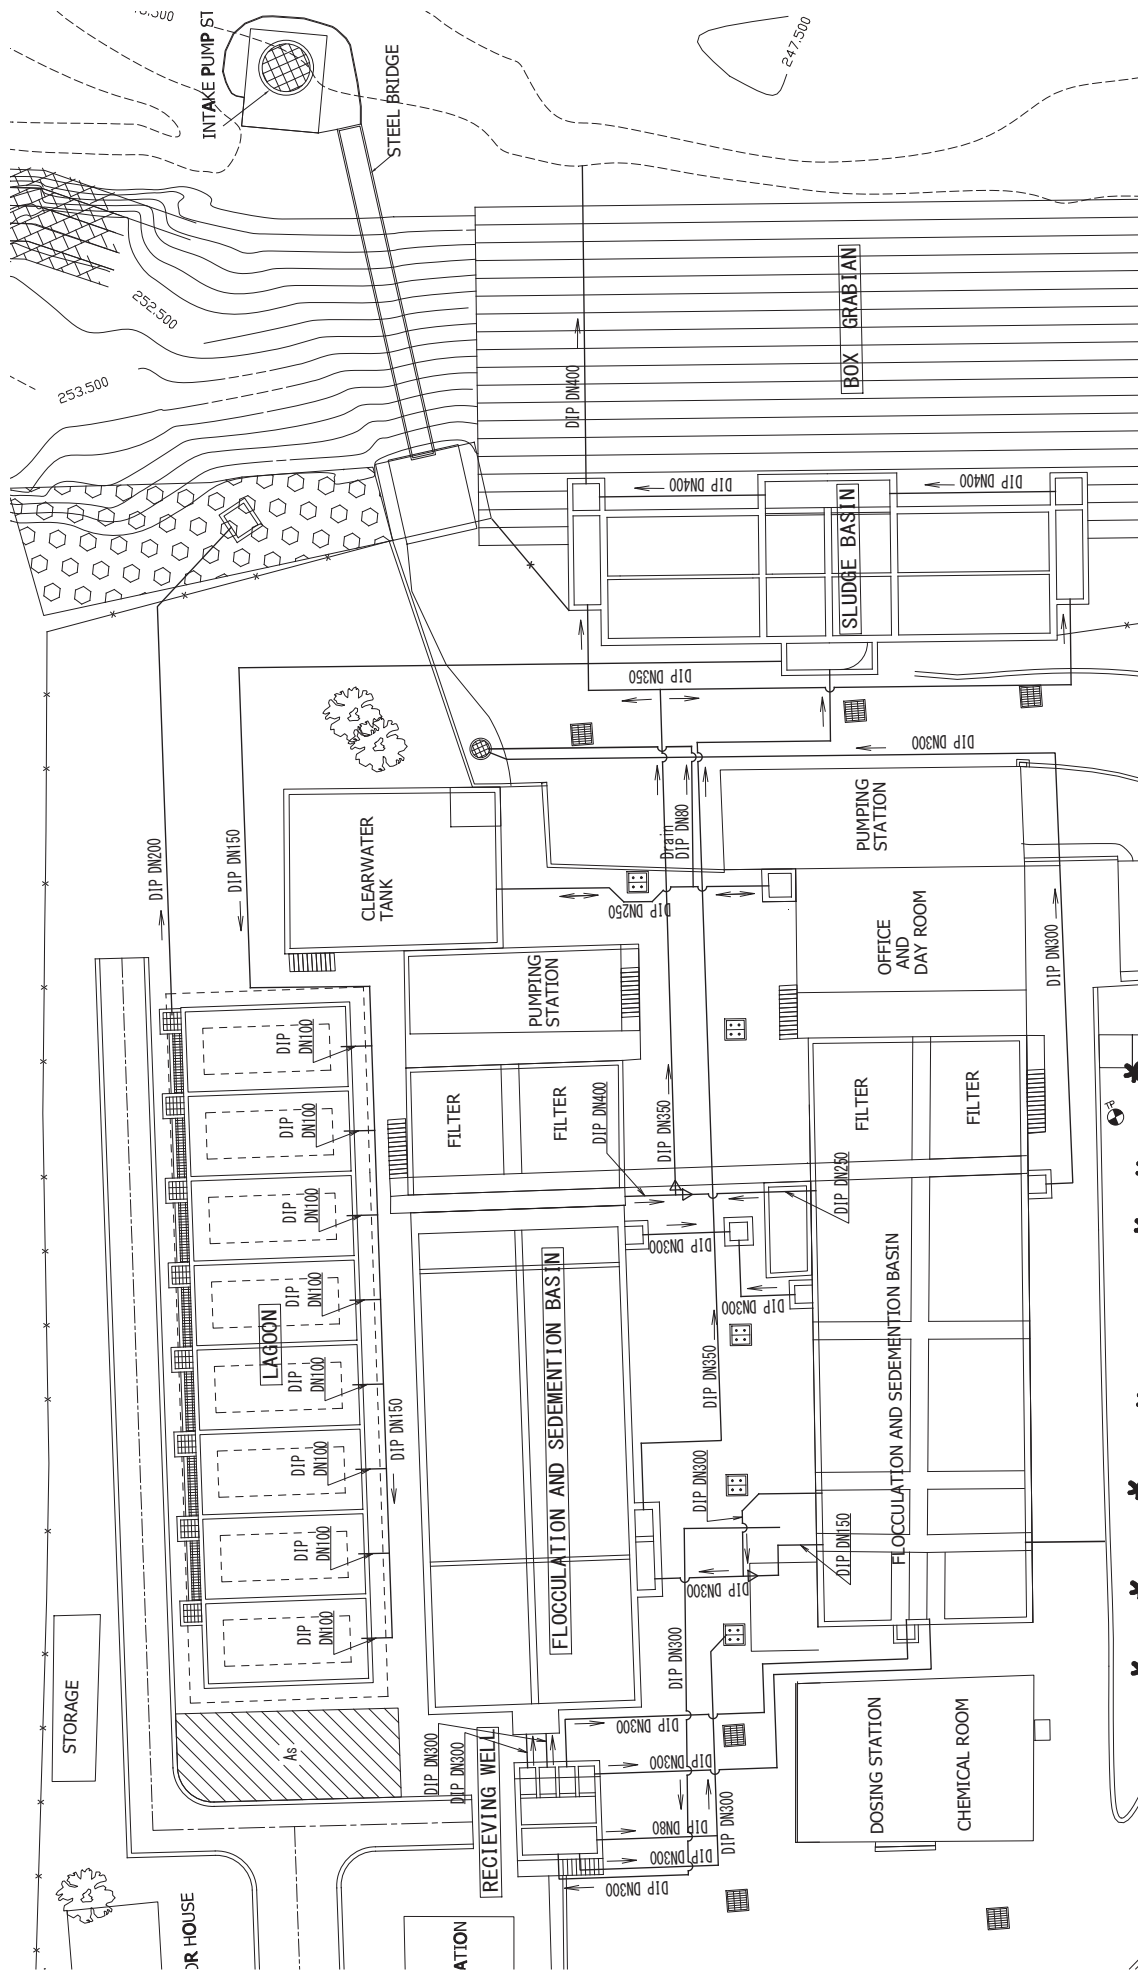 INTAKE PUMP ST
STEEL BRIDGE
247.500
252.500
253.500
BOX GRABIAN
DIP DN400
DIP DN400
DIP DN400
SLUDGE BASIN
DIP DN350
DIP DN300
DIP DN200
DIP DN150
CLEARWATER
TANK
Drain
DIP DN80
PUMPING
STATION
DIP DN250
OFFICE
AND
DAY ROOM
DIP DN300
PUMPING
STATION
DIP
DN100
DIP
DN100
DIP
DN100
DIP
DN100
DIP
DN100
DIP
DN100
DIP
DN100
DIP
DN100
LAGOON
FILTER
FILTER
DIP DN400
DIP DN350
FILTER
FILTER
TP
DIP DN250
DIP DN300
DIP DN300
DIP DN350
DIP DN150
FLOCCULATION AND SEDEMENTION BASIN
FLOCCULATION AND SEDEMENTION BASIN
DIP DN300
DIP DN150
DIP DN300
DIP DN300
STORAGE
As
DIP DN300
DIP DN300
RECIEVING WELL
DIP DN300
DIP DN300
DIP DN80
DIP DN300
DIP DN300
DIP DN300
DOSING STATION
CHEMICAL ROOM
OR HOUSE
ATION